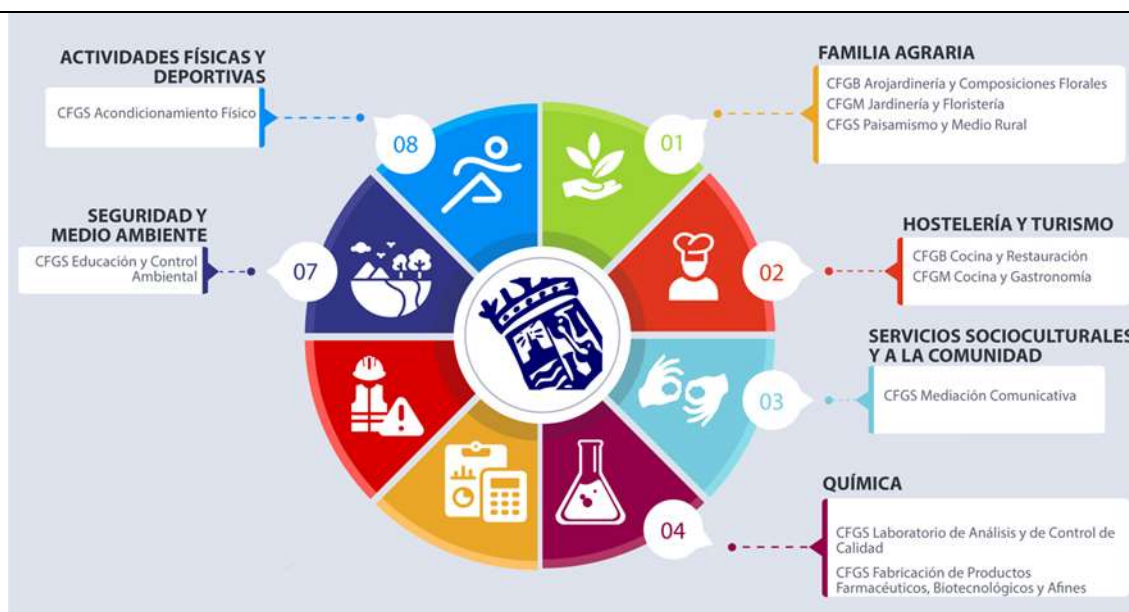 ACTIVIDADES FÍSICAS Y
DEPORTIVAS
CFGS Acondicionamiento Físico
08
FAMILIA AGRARIA
CFGB Arojardinería y Composiciones Florales
CFGM Jardinería y Floristería
CFGS Paisamismo y Medio Rural
01
SEGURIDAD Y
MEDIO AMBIENTE
CFGS Educación y Control
Ambiental
07
HOSTELERÍA Y TURISMO
CFGB Cocina y Restauración
CFGM Cocina y Gastronomía
02
SERVICIOS SOCIOCULTURALES
Y A LA COMUNIDAD
CFGS Mediación Comunicativa
03
QUÍMICA
CFGS Laboratorio de Análisis y de Control de
Calidad
CFGS Fabricación de Productos
Farmacéuticos, Biotecnológicos y Afines
04